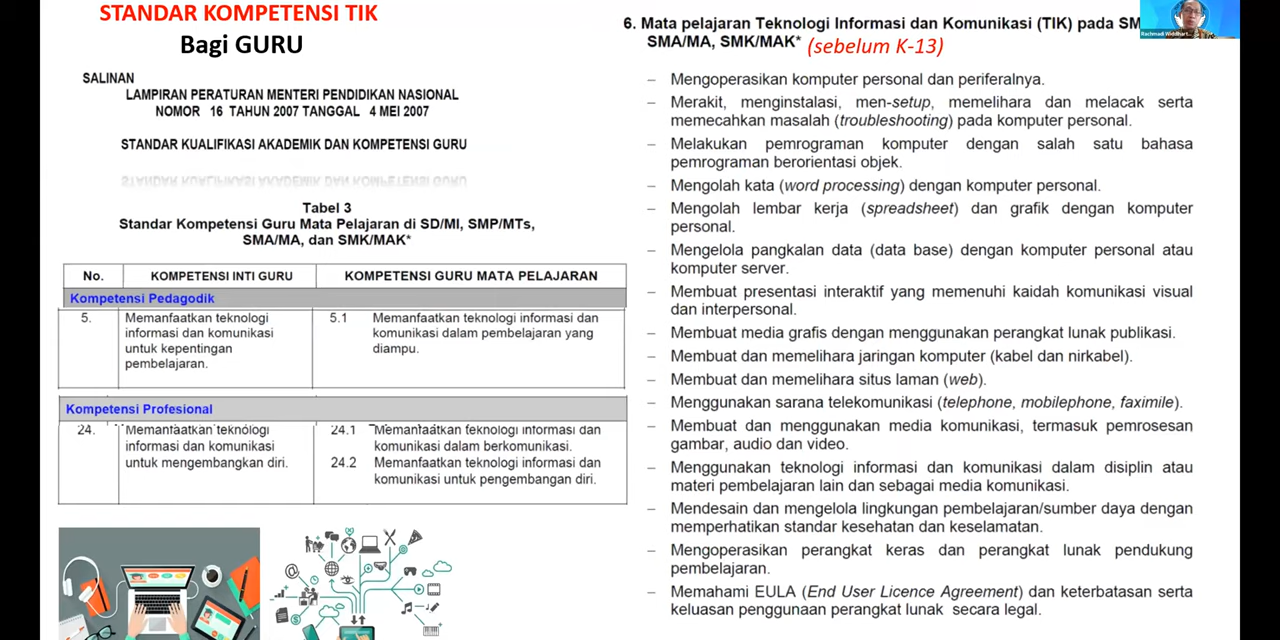 STANDAR KOMPETENSI TIK
Bagi GURU
SALINAN
LAMPIRAN PERATURAN MENTERI PENDIDIKAN NASIONAL
NOMOR 16 TAHUN 2007 TANGGAL 4 MEI 2007
STANDAR KUALIFIKASI AKADEMIK DAN KOMPETENSI GURU
Tabel 3
Standar Kompetensi Guru Mata Pelajaran di SD/MI, SMP/MTs,
SMA/MA, dan SMK/MAK*
No. KOMPETENSI INTI GURU KOMPETENSI GURU MATA PELAJARAN
Kompetensi Pedagodik
5. Memanfaatkan teknologi 5.1 Memanfaatkan teknologi informasi dan
informasi dan komunikasi komunikasi dalam pembelajaran yang
untuk kepentingan diampu.
pembelajaran.
Kompetensi Profesional
24. Memanfaatkan teknologi 24.1 Memanfaatkan teknologi informasi dan
informasi dan komunikasi komunikasi dalam berkomunikasi.
untuk mengembangkan diri. 24.2 Memanfaatkan teknologi informasi dan
komunikasi untuk pengembangan diri.
6. Mata pelajaran Teknologi Informasi dan Komunikasi (TIK) pada SM
SMA/MA, SMK/MAK* (sebelum K-13)
– Mengoperasikan komputer personal dan periferalnya.
– Merakit, menginstalasi, men-setup, memelihara dan melacak serta
memecahkan masalah (troubleshooting) pada komputer personal.
– Melakukan pemrograman komputer dengan salah satu bahasa
pemrograman berorientasi objek.
– Mengolah kata (word processing) dengan komputer personal.
– Mengolah lembar kerja (spreadsheet) dan grafik dengan komputer
personal.
– Mengelola pangkalan data (data base) dengan komputer personal atau
komputer server.
– Membuat presentasi interaktif yang memenuhi kaidah komunikasi visual
dan interpersonal.
– Membuat media grafis dengan menggunakan perangkat lunak publikasi.
– Membuat dan memelihara jaringan komputer (kabel dan nirkabel).
– Membuat dan memelihara situs laman (web).
– Menggunakan sarana telekomunikasi (telephone, mobilephone, faximile).
– Membuat dan menggunakan media komunikasi, termasuk pemrosesan
gambar, audio dan video.
– Menggunakan teknologi informasi dan komunikasi dalam disiplin atau
materi pembelajaran lain dan sebagai media komunikasi.
– Mendesain dan mengelola lingkungan pembelajaran/sumber daya dengan
memperhatikan standar kesehatan dan keselamatan.
– Mengoperasikan perangkat keras dan perangkat lunak pendukung
pembelajaran.
– Memahami EULA (End User Licence Agreement) dan keterbatasan serta
keluasan penggunaan perangkat lunak secara legal.